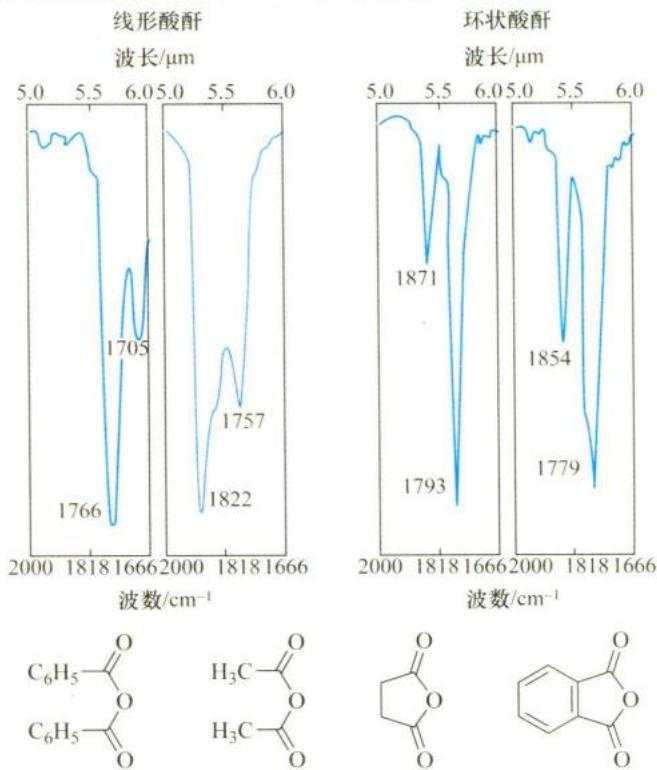 线形酸酐 环状酸酐
波长/μm 波长/μm
5.0 5.5 6.0 5.0 5.5 6.0 5.0 5.5 6.0 5.0 5.5 6.0
1705
1766
1757
1822
1871
1793
1854
1779
2000 1818 1666 2000 1818 1666 2000 1818 1666 2000 1818 1666
波数/cm⁻¹ 波数/cm⁻¹
O O O O
C₆H₅ H₃C
O O O O
C₆H₅ H₃C
O O O O